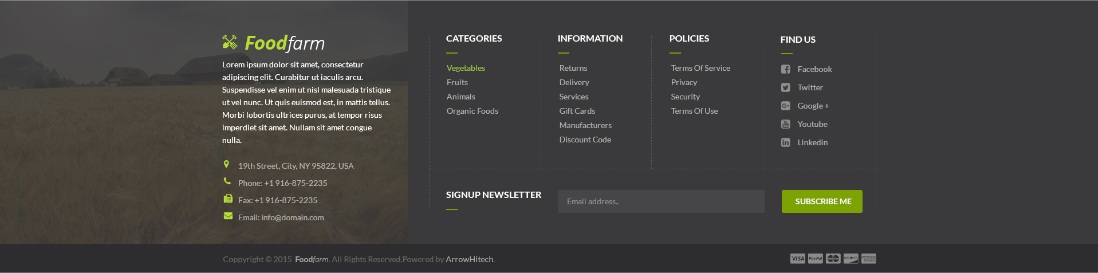 Foodfarm
Lorem ipsum dolor sit amet, consectetur
adipiscing elit. Curabitur ut iaculis arcu.
Suspendisse vel enim ut nisl malesuada tristique
ut vel nunc. Ut quis euismod est, in mattis tellus.
Morbi lobortis ultrices purus, at tempor risus
imperdiet sit amet. Nullam sit amet congue
nulla.
19th Street, City, NY 95822, USA
Phone: +1 916-875-2235
Fax: +1 916-875-2235
Email: info@domain.com
CATEGORIES
Vegetables
Fruits
Animals
Organic Foods
INFORMATION
Returns
Delivery
Services
Gift Cards
Manufacturers
Discount Code
POLICIES
Terms Of Service
Privacy
Security
Terms Of Use
FIND US
Facebook
Twitter
Google +
Youtube
Linkedin
SIGNUP NEWSLETTER
Email address..
SUBSCRIBE ME
Coppyright © 2015 Foodfarm. All Rights Reserved.Powered by ArrowHitech.
VISA PayPal